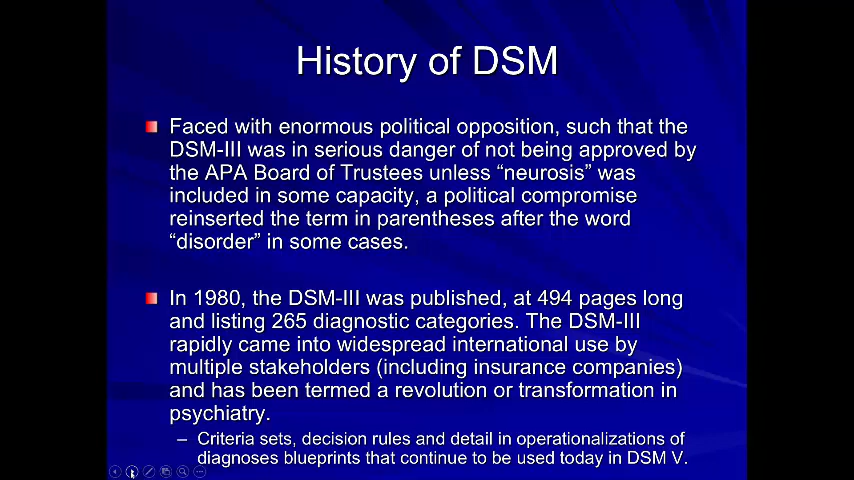 History of DSM
Faced with enormous political opposition, such that the
DSM-III was in serious danger of not being approved by
the APA Board of Trustees unless “neurosis” was
included in some capacity, a political compromise
reinserted the term in parentheses after the word
“disorder” in some cases.
In 1980, the DSM-III was published, at 494 pages long
and listing 265 diagnostic categories. The DSM-III
rapidly came into widespread international use by
multiple stakeholders (including insurance companies)
and has been termed a revolution or transformation in
psychiatry.
– Criteria sets, decision rules and detail in operationalizations of
diagnoses blueprints that continue to be used today in DSM V.